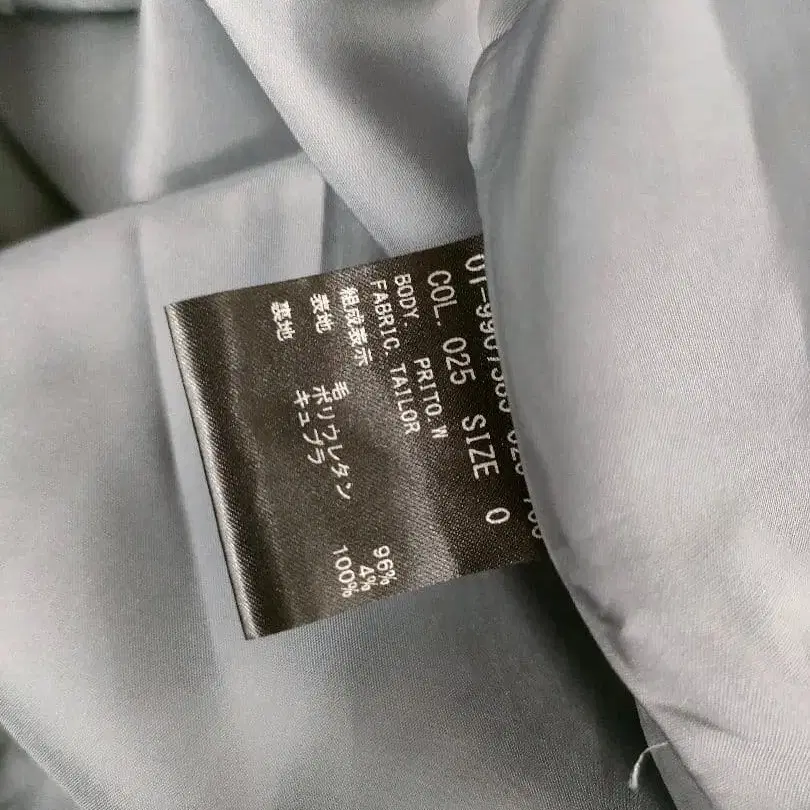 COL. 025 SIZE 0
BODY. PRITO.W
FABRIC. TAILOR
組成表示
表地 毛 96%
ポリウレタン 4%
裏地 キュプラ 100%